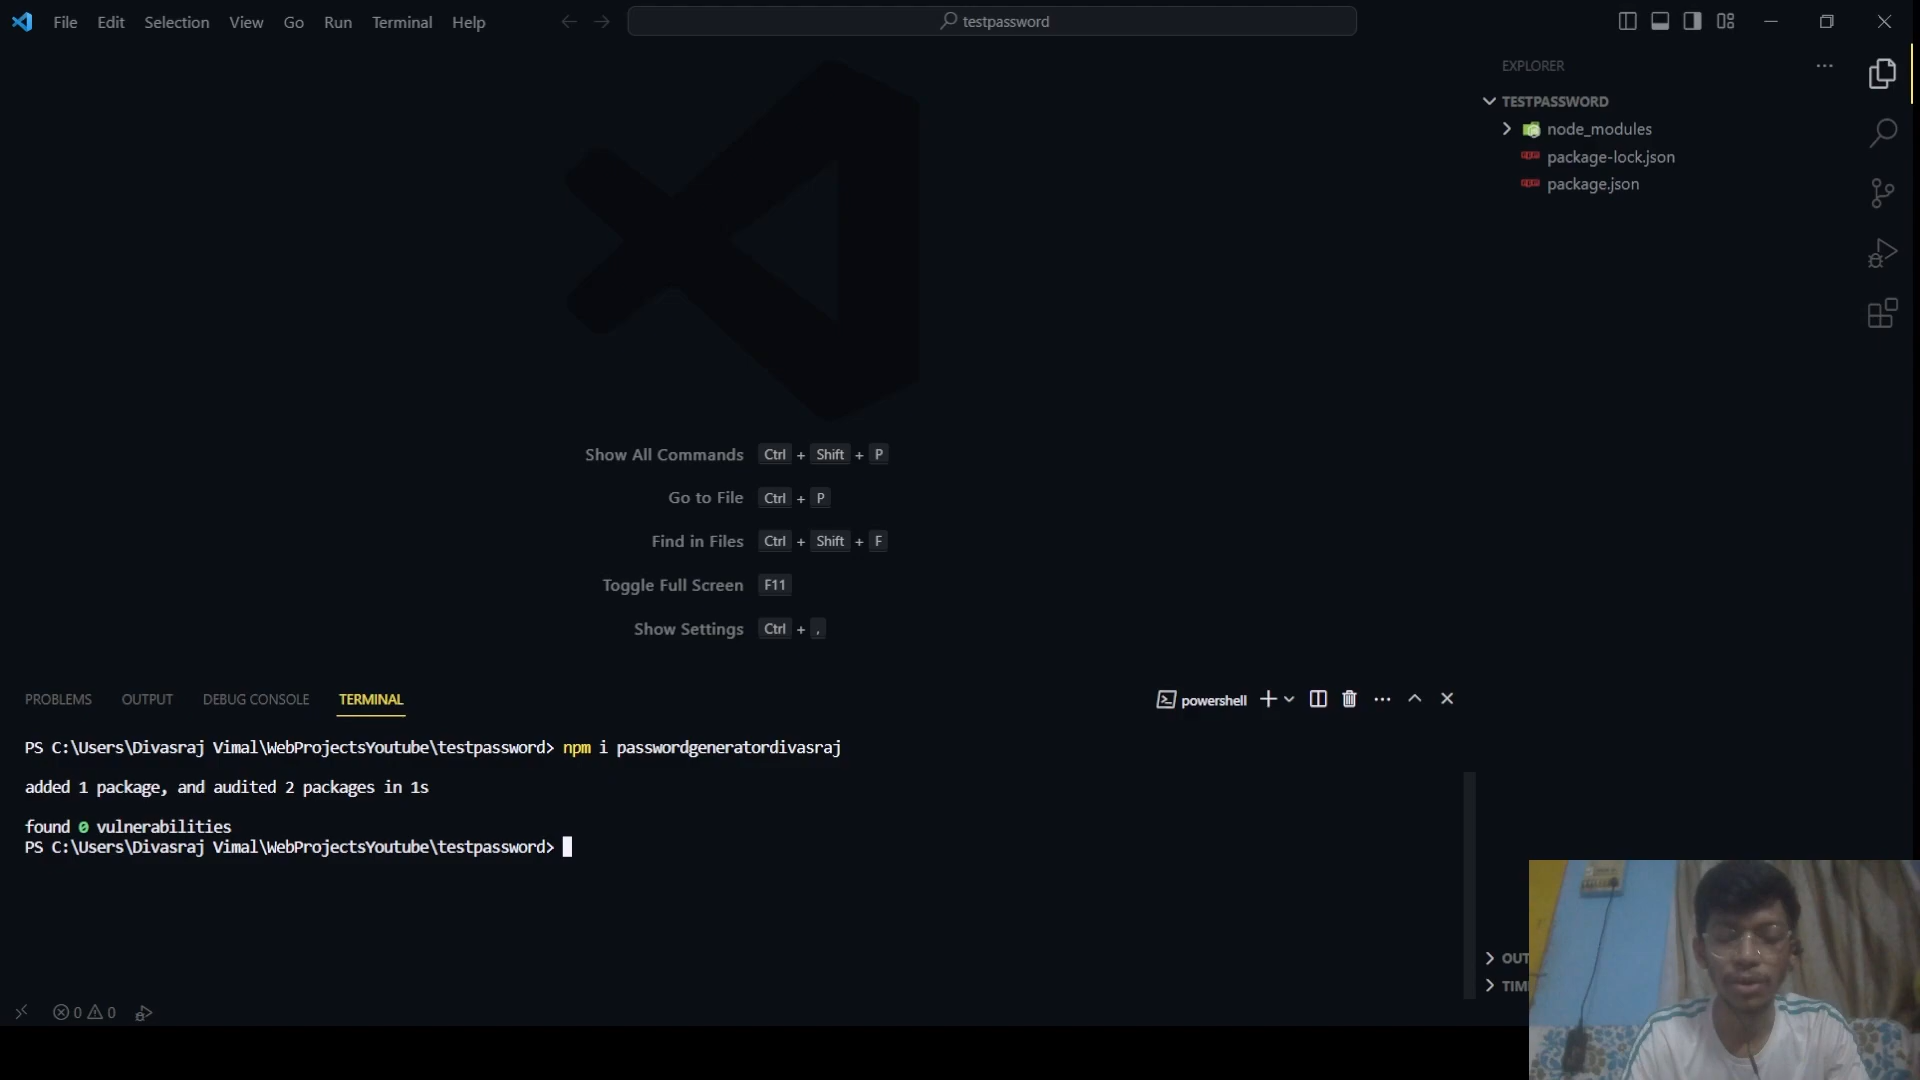 File Edit Selection View Go Run Terminal Help
testpassword
EXPLORER
TESTPASSWORD
node_modules
package-lock.json
package.json
Show All Commands Ctrl + Shift + P
Go to File Ctrl + P
Find in Files Ctrl + Shift + F
Toggle Full Screen F11
Show Settings Ctrl + ,
PROBLEMS OUTPUT DEBUG CONSOLE TERMINAL
powershell
PS C:\Users\Divasraj Vimal\WebProjectsYoutube\testpassword> npm i passwordgeneratordivasraj
added 1 package, and audited 2 packages in 1s
found 0 vulnerabilities
PS C:\Users\Divasraj Vimal\WebProjectsYoutube\testpassword>
OUT
TIM
0 0